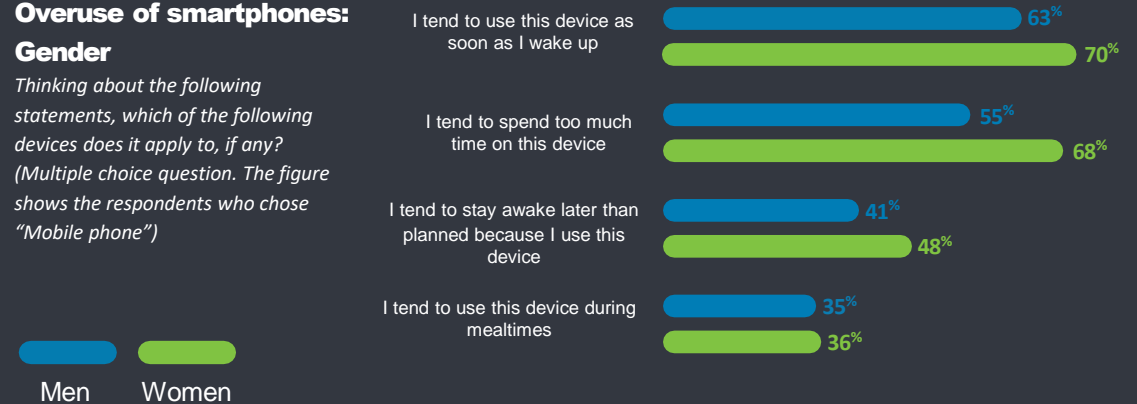 Overuse of smartphones:
Gender
Thinking about the following
statements, which of the following
devices does it apply to, if any?
(Multiple choice question. The figure
shows the respondents who chose
“Mobile phone”)
I tend to use this device as
soon as I wake up
63%
70%
I tend to spend too much
time on this device
55%
68%
I tend to stay awake later than
planned because I use this
device
41%
48%
I tend to use this device during
mealtimes
35%
36%
Men
Women